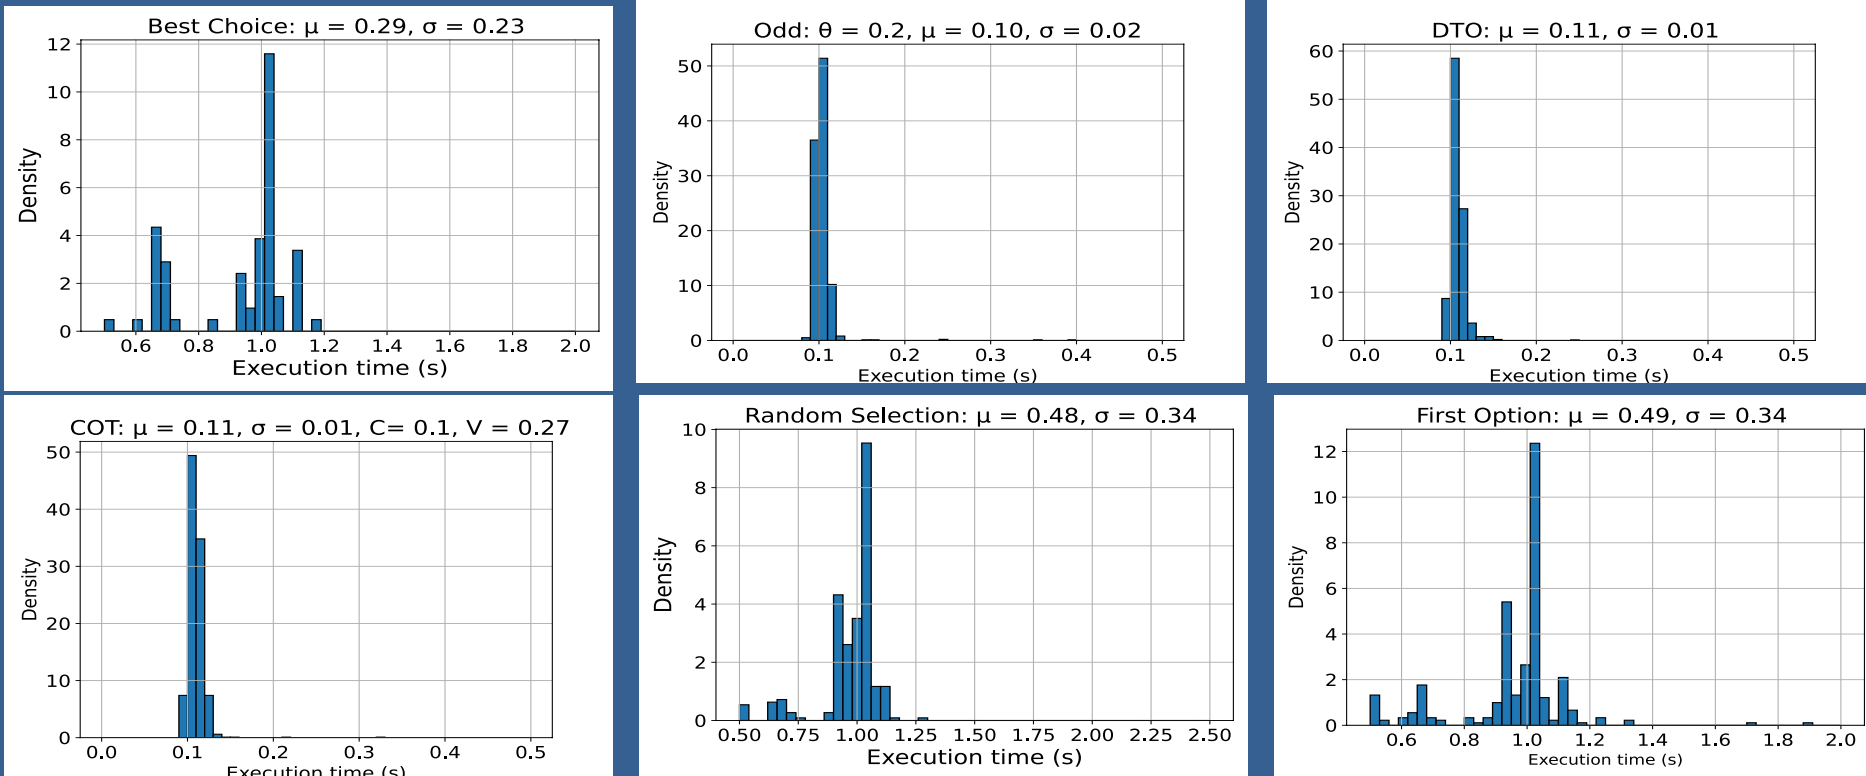 Best Choice: μ = 0.29, σ = 0.23
12
10
8
6
4
2
0
Density
0.6 0.8 1.0 1.2 1.4 1.6 1.8 2.0
Execution time (s)
Odd: θ = 0.2, μ = 0.10, σ = 0.02
50
40
30
20
10
0
Density
0.0 0.1 0.2 0.3 0.4 0.5
Execution time (s)
DTO: μ = 0.11, σ = 0.01
60
50
40
30
20
10
0
Density
0.0 0.1 0.2 0.3 0.4 0.5
Execution time (s)
COT: μ = 0.11, σ = 0.01, C= 0.1, V = 0.27
50
40
30
20
10
0
Density
0.0 0.1 0.2 0.3 0.4 0.5
Execution time (s)
Random Selection: μ = 0.48, σ = 0.34
10
8
6
4
2
0
Density
0.50 0.75 1.00 1.25 1.50 1.75 2.00 2.25 2.50
Execution time (s)
First Option: μ = 0.49, σ = 0.34
12
10
8
6
4
2
0
Density
0.6 0.8 1.0 1.2 1.4 1.6 1.8 2.0
Execution time (s)